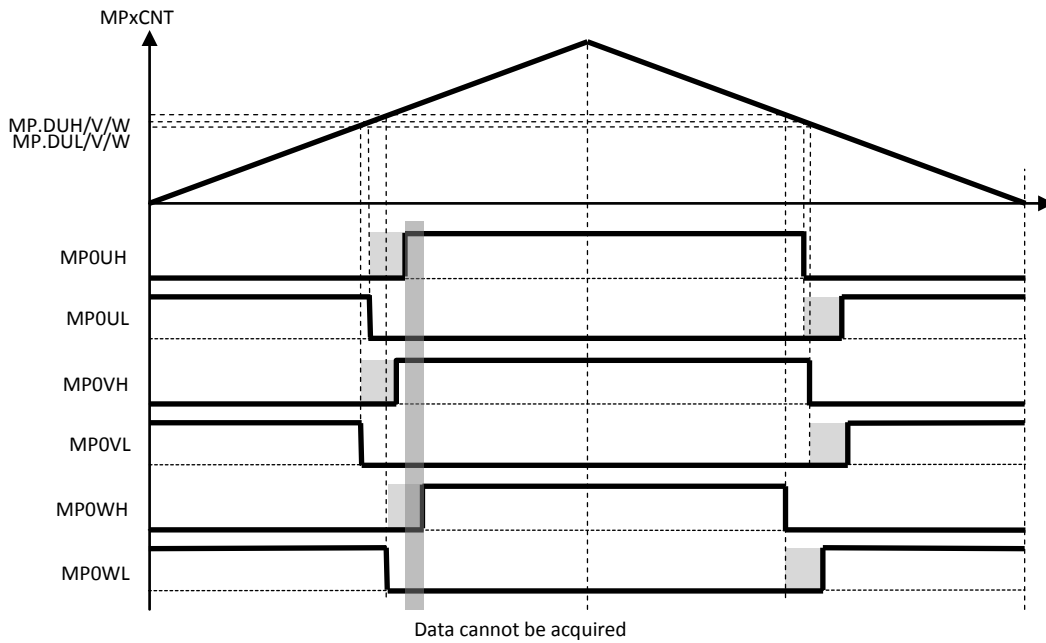 MPxCNT
MP.DUH/V/W
MP.DUL/V/W
MP0UH
MP0UL
MP0VH
MP0VL
MP0WH
MP0WL
Data cannot be acquired